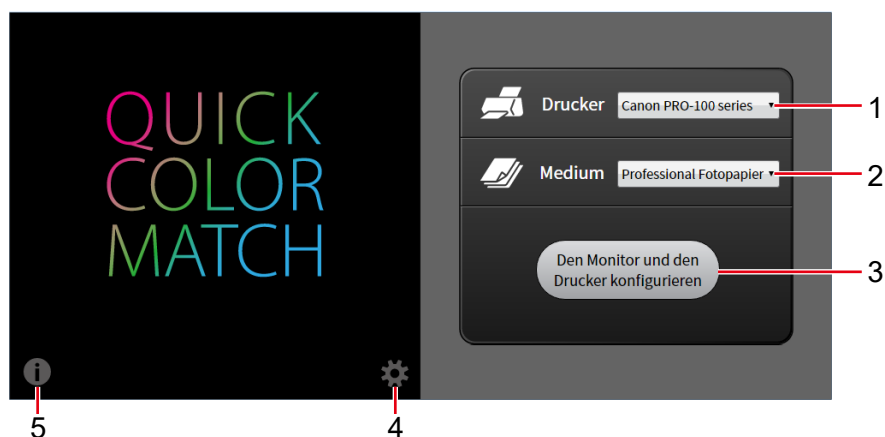 QUICK
COLOR
MATCH
Drucker Canon PRO-100 series
Medium Professional Fotopapier
Den Monitor und den
Drucker konfigurieren
1
2
3
4
5